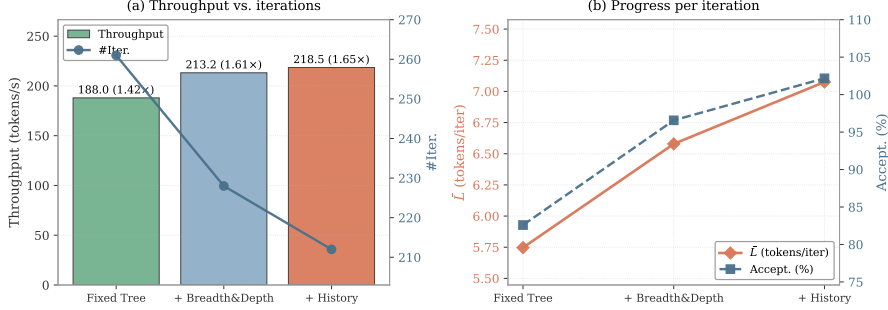 (a) Throughput vs. iterations
Throughput (tokens/s)
250
200
150
100
50
0
270
260
250
240
230
220
210
#Iter.
Throughput
#Iter.
188.0 (1.42×)
213.2 (1.61×)
218.5 (1.65×)
Fixed Tree
+ Breadth&Depth
+ History
(b) Progress per iteration
L̄ (tokens/iter)
7.50
7.25
7.00
6.75
6.50
6.25
6.00
5.75
5.50
110
105
100
95
90
85
80
75
Accept. (%)
L̄ (tokens/iter)
Accept. (%)
Fixed Tree
+ Breadth&Depth
+ History